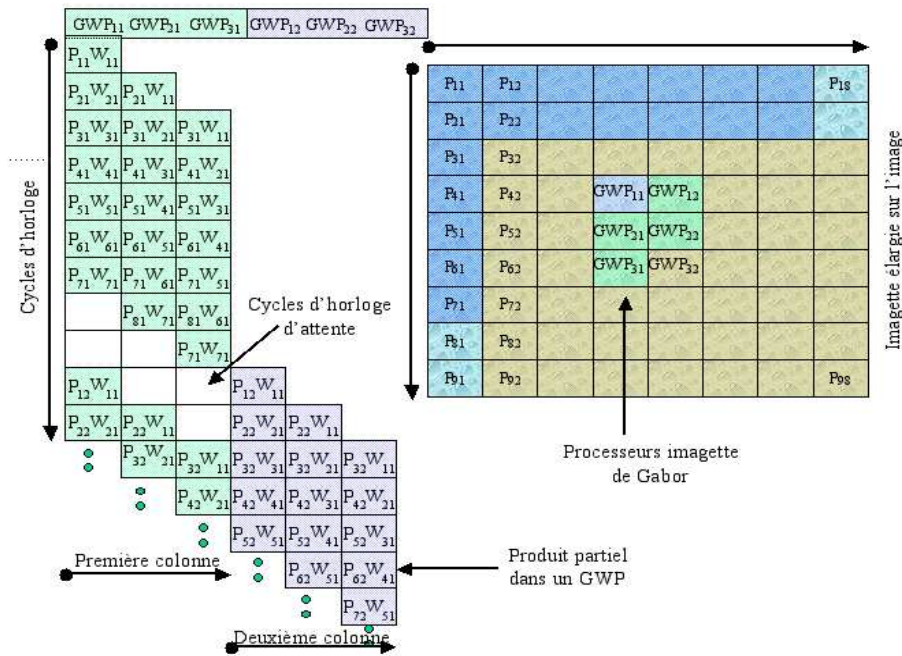 GWP11 GWP21 GWP31 GWP12 GWP22 GWP32
P11W11
P21W21 P21W11
P31W31 P31W21 P31W11
P41W41 P41W31 P41W21
P51W51 P51W41 P51W31
P61W61 P61W51 P61W41
P71W71 P71W61 P71W51
P81W71 P81W61
P71W71
P12W11 P12W11
P22W21 P22W11 P22W21 P22W11
P32W21 P32W11 P32W31 P32W21 P32W11
P42W21 P42W41 P42W31 P42W21
P52W51 P52W41 P52W31
P62W51 P62W41
P72W51
Cycles d'horloge
Cycles d'horloge
d'attente
Première colonne
Deuxième colonne
Produit partiel
dans un GWP
P11 P12 P18
P21 P22
P31 P32
P41 P42 GWP11 GWP12
P51 P52 GWP21 GWP22
P61 P62 GWP31 GWP32
P71 P72
P81 P82
P91 P92 P98
Imagette élargie sur l'image
Processeurs imagette
de Gabor